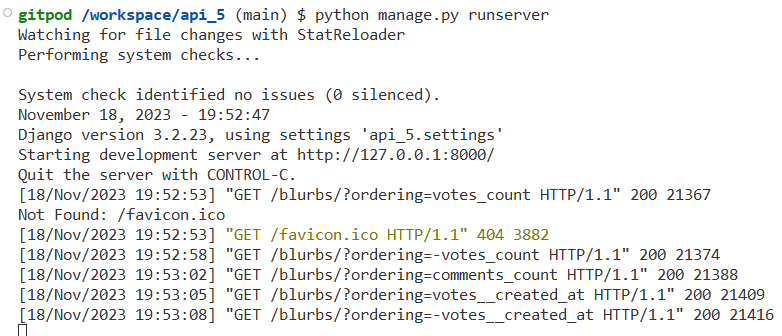 gitpod /workspace/api_5 (main) $ python manage.py runserver
Watching for file changes with StatReloader
Performing system checks...
System check identified no issues (0 silenced).
November 18, 2023 - 19:52:47
Django version 3.2.23, using settings 'api_5.settings'
Starting development server at http://127.0.0.1:8000/
Quit the server with CONTROL-C.
[18/Nov/2023 19:52:53] "GET /blurbs/?ordering=votes_count HTTP/1.1" 200 21367
Not Found: /favicon.ico
[18/Nov/2023 19:52:53] "GET /favicon.ico HTTP/1.1" 404 3882
[18/Nov/2023 19:52:58] "GET /blurbs/?ordering=-votes_count HTTP/1.1" 200 21374
[18/Nov/2023 19:53:02] "GET /blurbs/?ordering=comments_count HTTP/1.1" 200 21388
[18/Nov/2023 19:53:05] "GET /blurbs/?ordering=votes__created_at HTTP/1.1" 200 21409
[18/Nov/2023 19:53:08] "GET /blurbs/?ordering=-votes__created_at HTTP/1.1" 200 21416